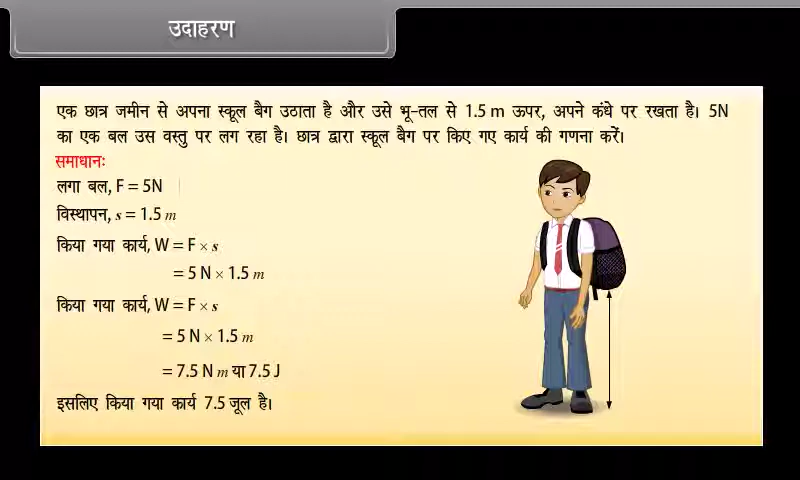 उदाहरण
एक छात्र जमीन से अपना स्कूल बैग उठाता है और उसे भू-तल से 1.5 m ऊपर, अपने कंधे पर रखता है। 5N
का एक बल उस वस्तु पर लग रहा है। छात्र द्वारा स्कूल बैग पर किए गए कार्य की गणना करें।
समाधानः
लगा बल, F = 5N
विस्थापन, s = 1.5 m
किया गया कार्य, W = F × s
= 5 N × 1.5 m
किया गया कार्य, W = F × s
= 5 N × 1.5 m
= 7.5 N m या 7.5 J
इसलिए किया गया कार्य 7.5 जूल है।